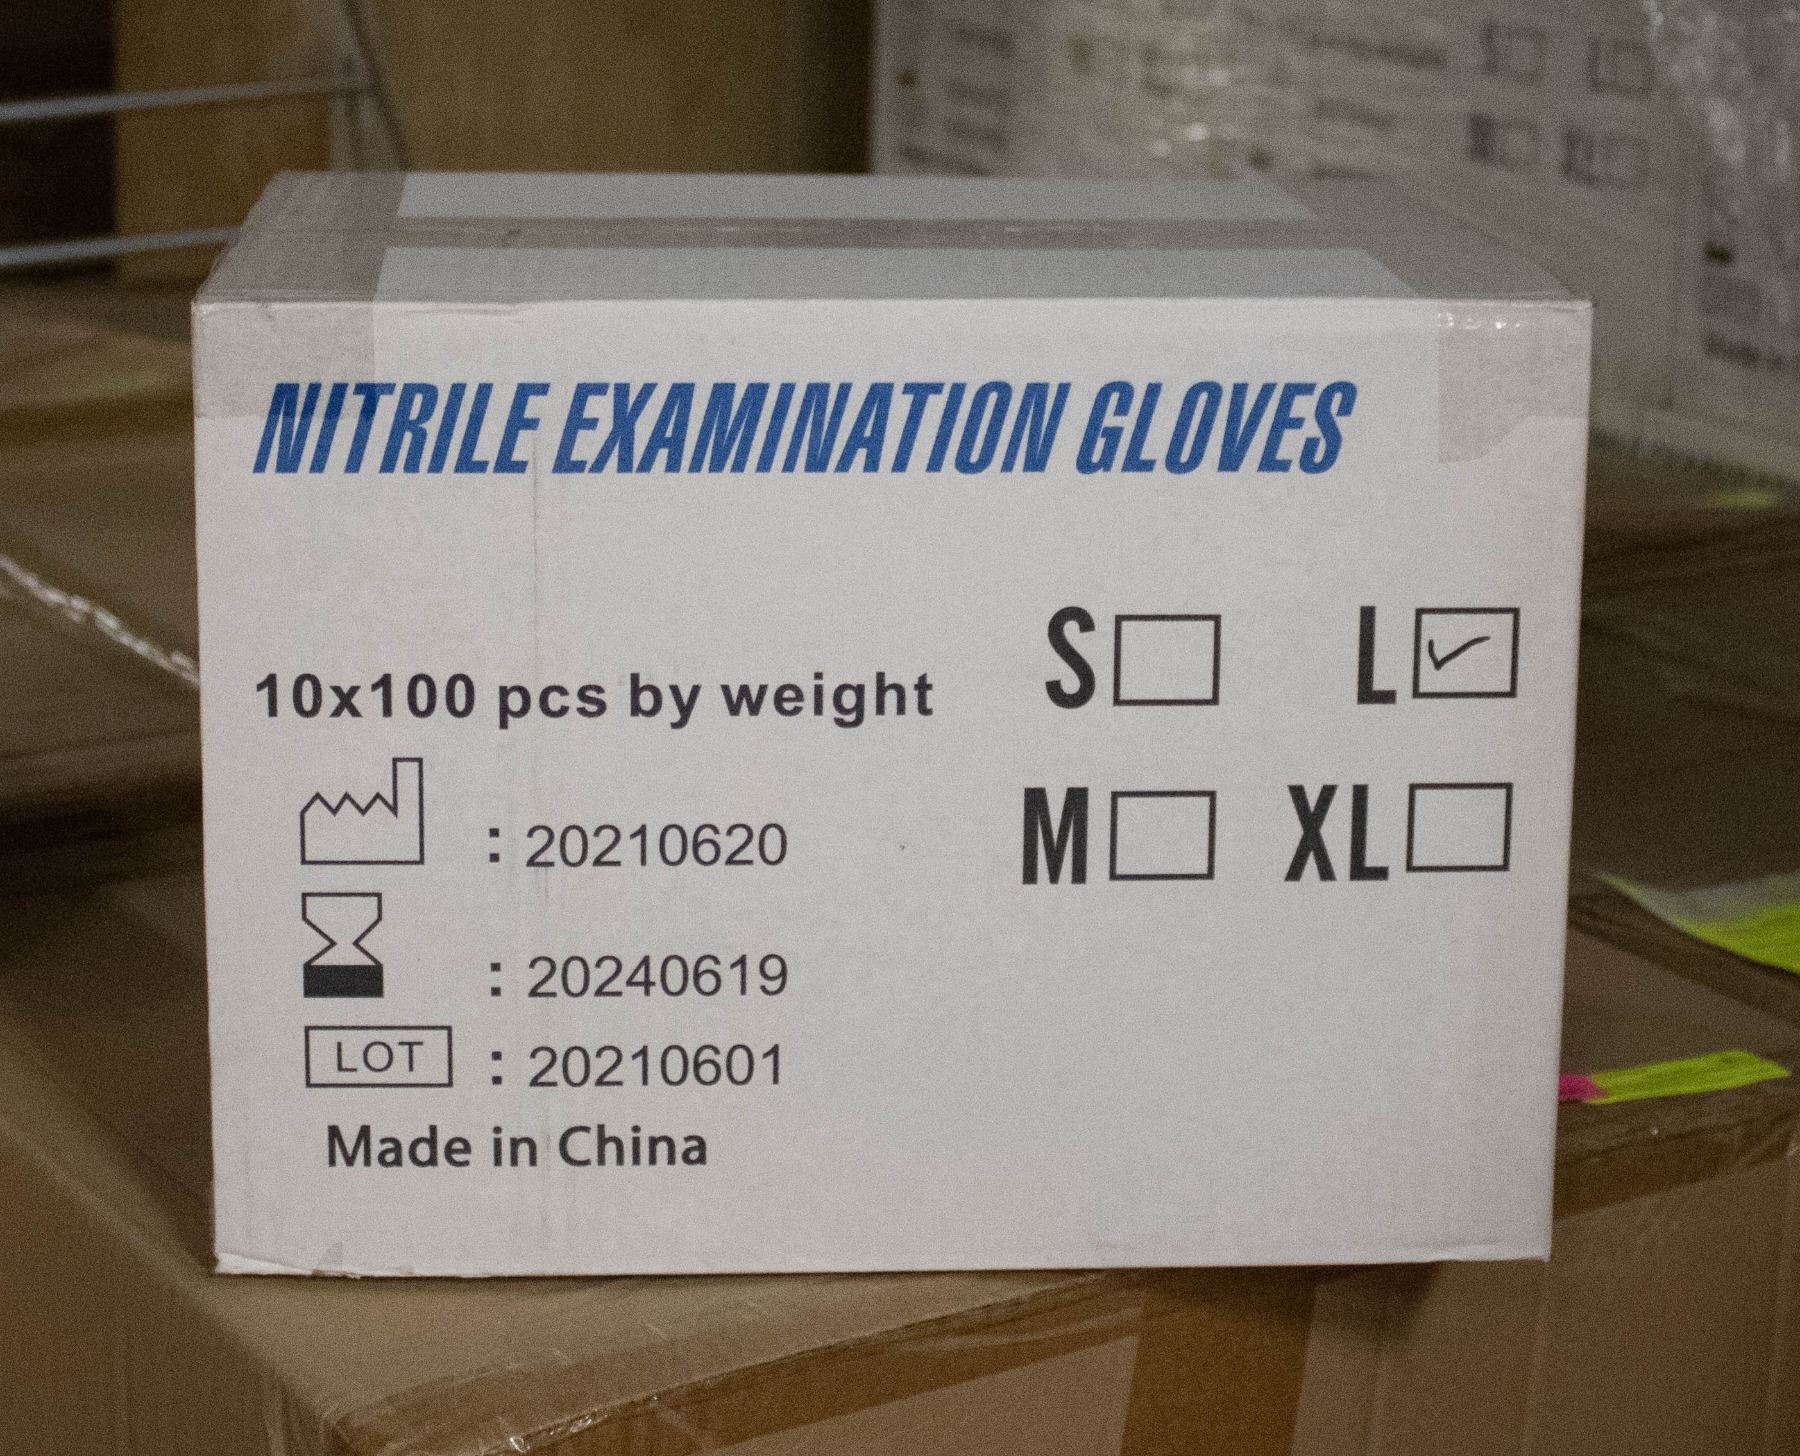 NITRILE EXAMINATION GLOVES
10x100 pcs by weight
S L
M XL
: 20210620
: 20240619
LOT : 20210601
Made in China